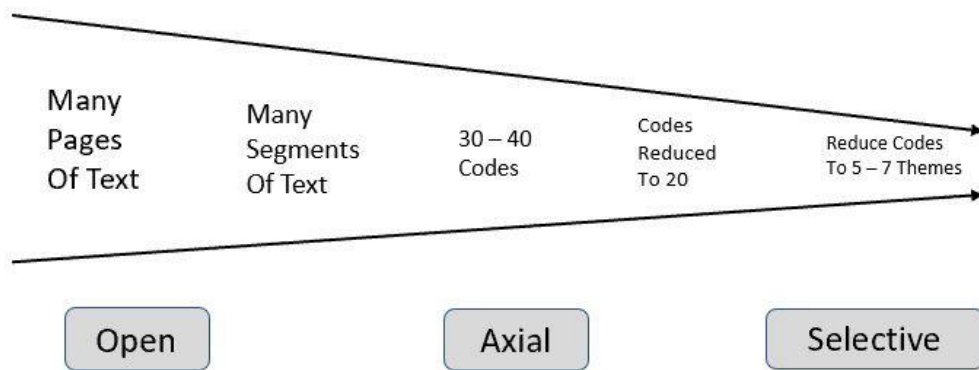 Many
Pages
Of Text
Many
Segments
Of Text
30 – 40
Codes
Codes
Reduced
To 20
Reduce Codes
To 5 – 7 Themes
Open
Axial
Selective